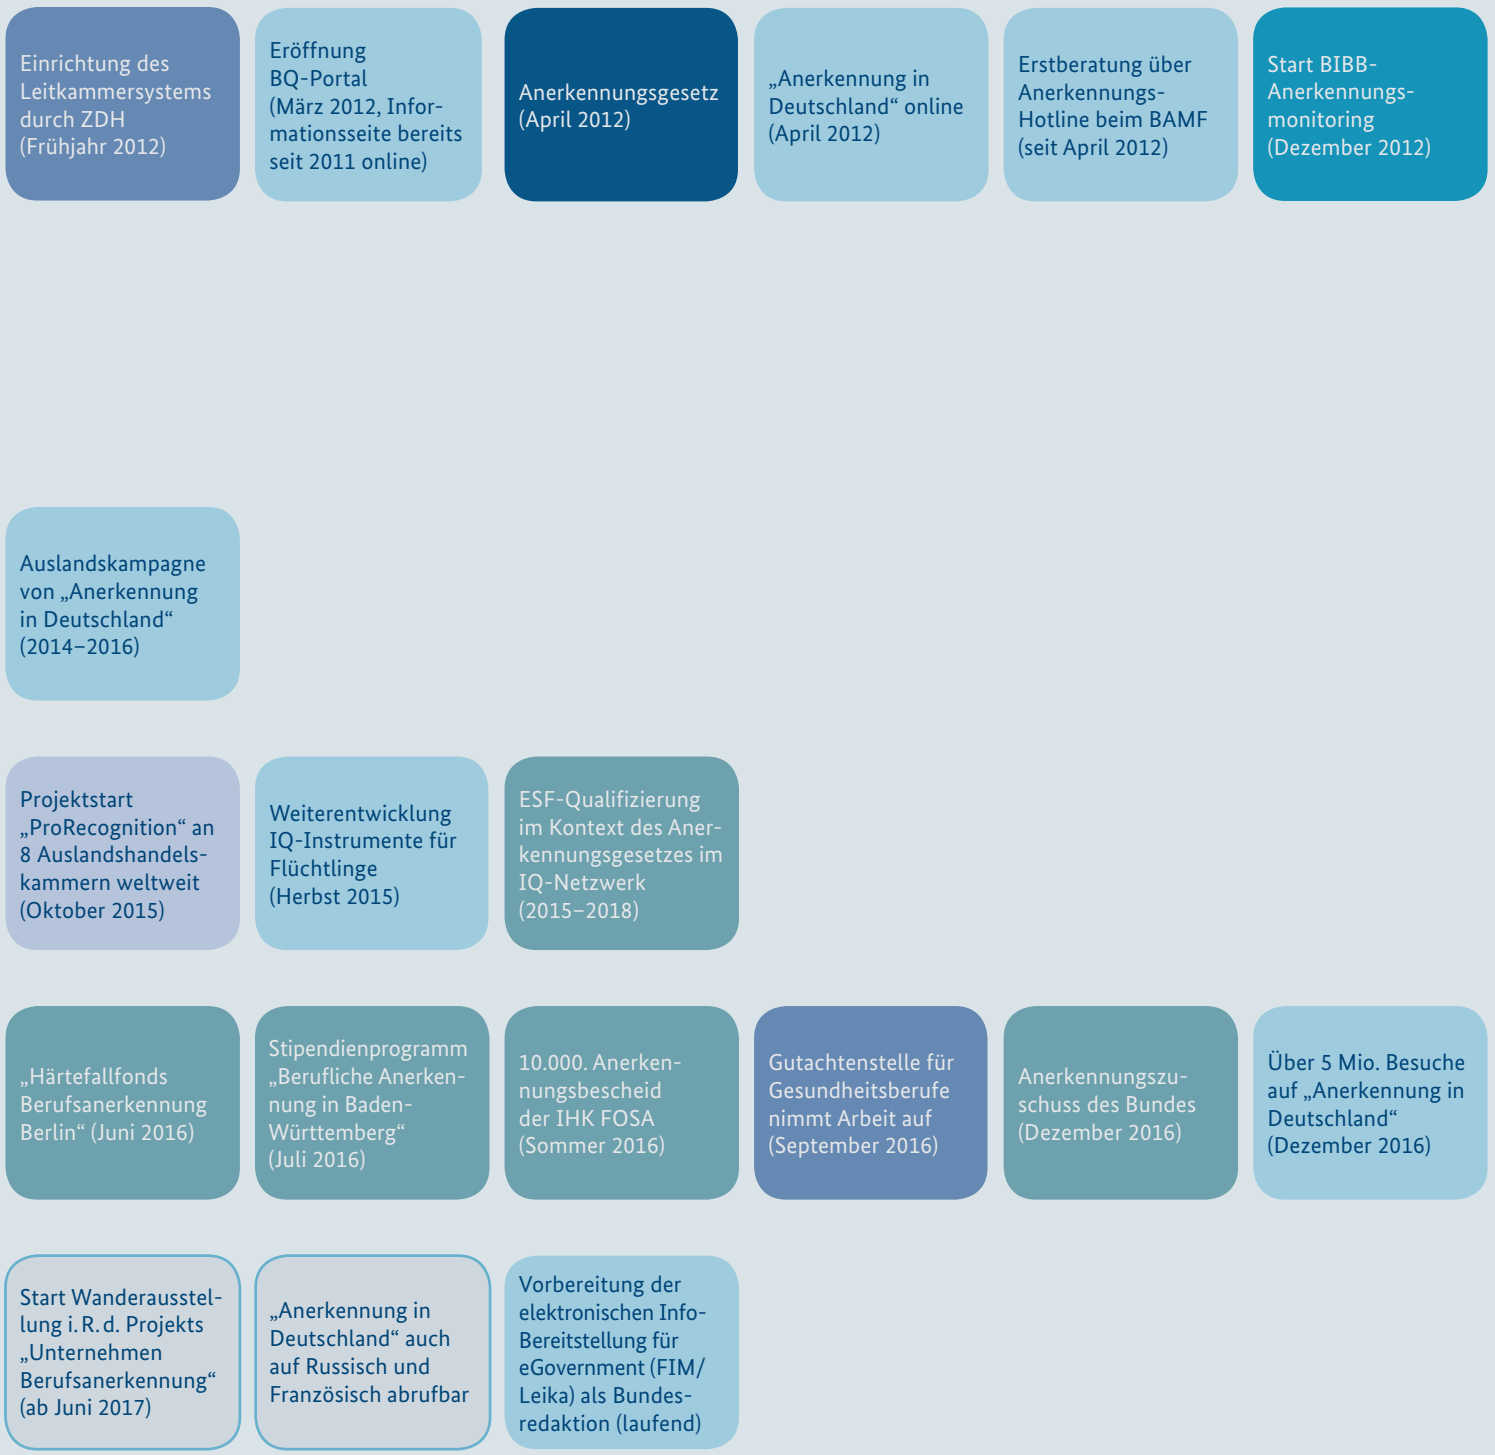 Einrichtung des
Leitkammersystems
durch ZDH
(Frühjahr 2012)
Eröffnung
BQ-Portal
(März 2012, Infor-
mationsseite bereits
seit 2011 online)
Anerkennungsgesetz
(April 2012)
„Anerkennung in
Deutschland“ online
(April 2012)
Erstberatung über
Anerkennungs-
Hotline beim BAMF
(seit April 2012)
Start BIBB-
Anerkennungs-
monitoring
(Dezember 2012)
Auslandskampagne
von „Anerkennung
in Deutschland“
(2014–2016)
Projektstart
„ProRecognition“ an
8 Auslandshandels-
kammern weltweit
(Oktober 2015)
Weiterentwicklung
IQ-Instrumente für
Flüchtlinge
(Herbst 2015)
ESF-Qualifizierung
im Kontext des Aner-
kennungsgesetzes im
IQ-Netzwerk
(2015–2018)
„Härtefallfonds
Berufsanerkennung
Berlin“ (Juni 2016)
Stipendienprogramm
„Berufliche Anerken-
nung in Baden-
Württemberg“
(Juli 2016)
10.000. Anerken-
nungsbescheid
der IHK FOSA
(Sommer 2016)
Gutachtenstelle für
Gesundheitsberufe
nimmt Arbeit auf
(September 2016)
Anerkennungszu-
schuss des Bundes
(Dezember 2016)
Über 5 Mio. Besuche
auf „Anerkennung in
Deutschland“
(Dezember 2016)
Start Wanderausstel-
lung i. R. d. Projekts
„Unternehmen
Berufsanerkennung“
(ab Juni 2017)
„Anerkennung in
Deutschland“ auch
auf Russisch und
Französisch abrufbar
Vorbereitung der
elektronischen Info-
Bereitstellung für
eGovernment (FIM/
Leika) als Bundes-
redaktion (laufend)